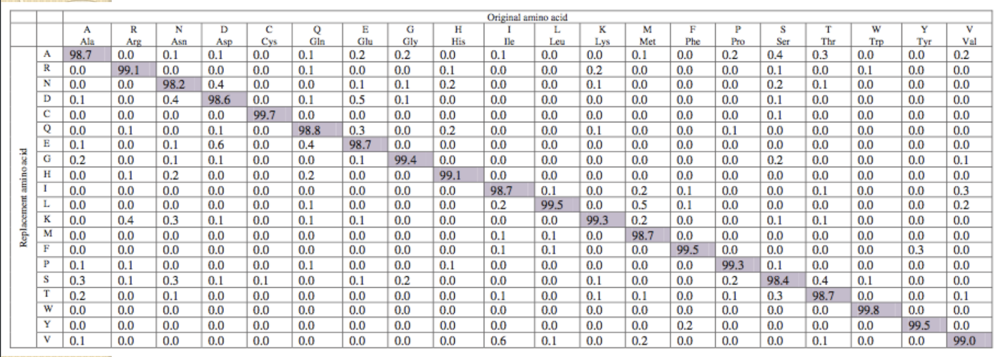 Original amino acid
A R N D C Q E G H I L K M F P S T W Y V
Ala Arg Asn Asp Cys Gln Glu Gly His Ile Leu Lys Met Phe Pro Ser Thr Trp Tyr Val
Replacement amino acid
A 98.7 0.0 0.1 0.1 0.0 0.1 0.2 0.2 0.0 0.1 0.0 0.0 0.1 0.0 0.2 0.4 0.3 0.0 0.0 0.2
R 0.0 99.1 0.0 0.0 0.0 0.1 0.0 0.0 0.1 0.0 0.0 0.2 0.0 0.0 0.0 0.1 0.0 0.1 0.0 0.0
N 0.0 0.0 98.2 0.4 0.0 0.0 0.1 0.1 0.2 0.0 0.0 0.1 0.0 0.0 0.0 0.2 0.1 0.0 0.0 0.0
D 0.1 0.0 0.4 98.6 0.0 0.1 0.5 0.1 0.0 0.0 0.0 0.0 0.0 0.0 0.0 0.1 0.0 0.0 0.0 0.0
C 0.0 0.0 0.0 0.0 99.7 0.0 0.0 0.0 0.0 0.0 0.0 0.0 0.0 0.0 0.0 0.1 0.0 0.0 0.0 0.0
Q 0.0 0.1 0.0 0.1 0.0 98.8 0.3 0.0 0.2 0.0 0.0 0.1 0.0 0.0 0.1 0.0 0.0 0.0 0.0 0.0
E 0.1 0.0 0.1 0.6 0.0 0.4 98.7 0.0 0.0 0.0 0.0 0.0 0.0 0.0 0.0 0.0 0.0 0.0 0.0 0.0
G 0.2 0.0 0.1 0.1 0.0 0.0 0.1 99.4 0.0 0.0 0.0 0.0 0.0 0.0 0.0 0.2 0.0 0.0 0.0 0.1
H 0.0 0.1 0.2 0.0 0.0 0.2 0.0 0.0 99.1 0.0 0.0 0.0 0.0 0.0 0.0 0.0 0.0 0.0 0.0 0.0
I 0.0 0.0 0.0 0.0 0.0 0.0 0.0 0.0 0.0 98.7 0.1 0.0 0.2 0.1 0.0 0.0 0.1 0.0 0.0 0.3
L 0.0 0.0 0.0 0.0 0.0 0.1 0.0 0.0 0.0 0.2 99.5 0.0 0.5 0.1 0.0 0.0 0.0 0.0 0.0 0.2
K 0.0 0.4 0.3 0.1 0.0 0.1 0.1 0.0 0.0 0.0 0.0 99.3 0.2 0.0 0.0 0.1 0.1 0.0 0.0 0.0
M 0.0 0.0 0.0 0.0 0.0 0.0 0.0 0.0 0.0 0.1 0.1 0.0 98.7 0.0 0.0 0.0 0.0 0.0 0.0 0.0
F 0.0 0.0 0.0 0.0 0.0 0.0 0.0 0.0 0.0 0.1 0.1 0.0 0.0 99.5 0.0 0.0 0.0 0.0 0.3 0.0
P 0.1 0.1 0.0 0.0 0.0 0.1 0.0 0.0 0.1 0.0 0.0 0.0 0.0 0.0 99.3 0.1 0.0 0.0 0.0 0.0
S 0.3 0.1 0.3 0.1 0.1 0.0 0.1 0.2 0.0 0.0 0.0 0.1 0.0 0.0 0.2 98.4 0.4 0.1 0.0 0.0
T 0.2 0.0 0.1 0.0 0.0 0.0 0.0 0.0 0.0 0.1 0.0 0.1 0.1 0.0 0.1 0.3 98.7 0.0 0.0 0.1
W 0.0 0.0 0.0 0.0 0.0 0.0 0.0 0.0 0.0 0.0 0.0 0.0 0.0 0.0 0.0 0.0 0.0 99.8 0.0 0.0
Y 0.0 0.0 0.0 0.0 0.0 0.0 0.0 0.0 0.0 0.0 0.0 0.0 0.0 0.2 0.0 0.0 0.0 0.0 99.5 0.0
V 0.1 0.0 0.0 0.0 0.0 0.0 0.0 0.0 0.0 0.6 0.1 0.0 0.2 0.0 0.0 0.0 0.1 0.0 0.0 99.0